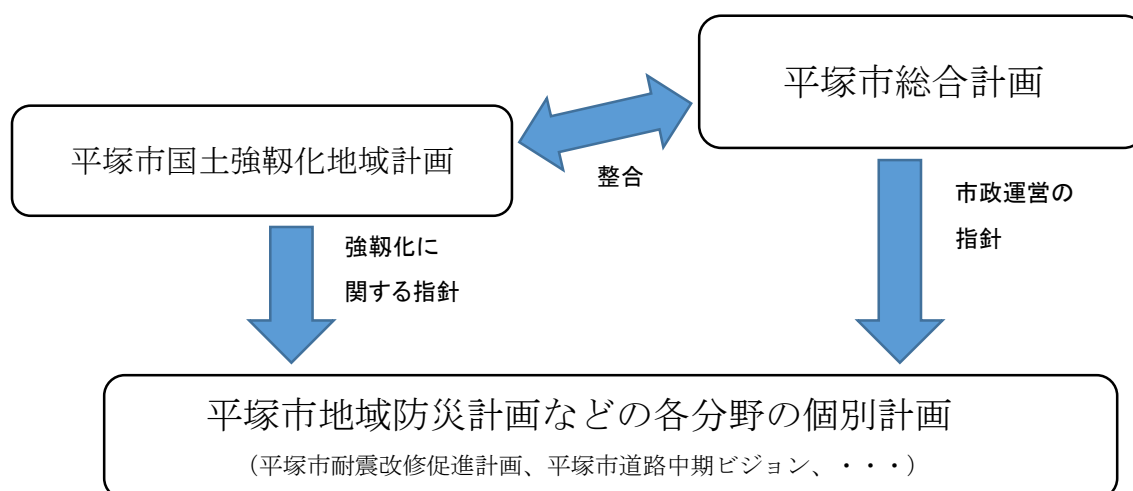 平塚市総合計画
平塚市国土強靱化地域計画
整合
市政運営の
指針
強靱化に
関する指針
平塚市地域防災計画などの各分野の個別計画
（平塚市耐震改修促進計画、平塚市道路中期ビジョン、・・・）